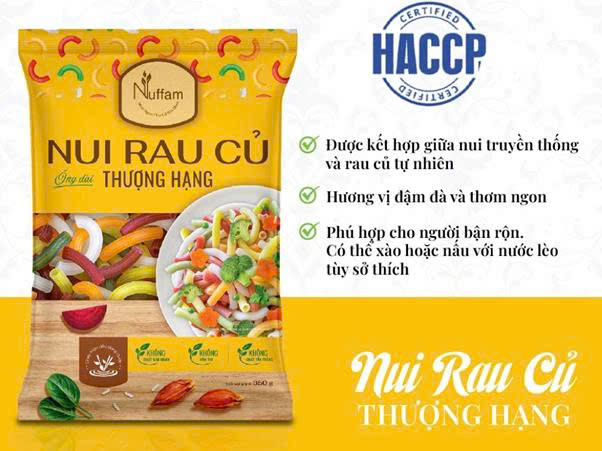 Nuffam
NUI RAU CỦ
Ống dài THƯỢNG HẠNG
KHÔNG
KHÔNG
KHÔNG
350 g
CERTIFIED
HACCP
CERTIFIED
Được kết hợp giữa nui truyền thống
và rau củ tự nhiên
Hương vị đậm đà và thơm ngon
Phú hợp cho người bận rộn.
Có thể xào hoặc nấu với nước lèo
tùy sở thích
Nui Rau Củ
THƯỢNG HẠNG